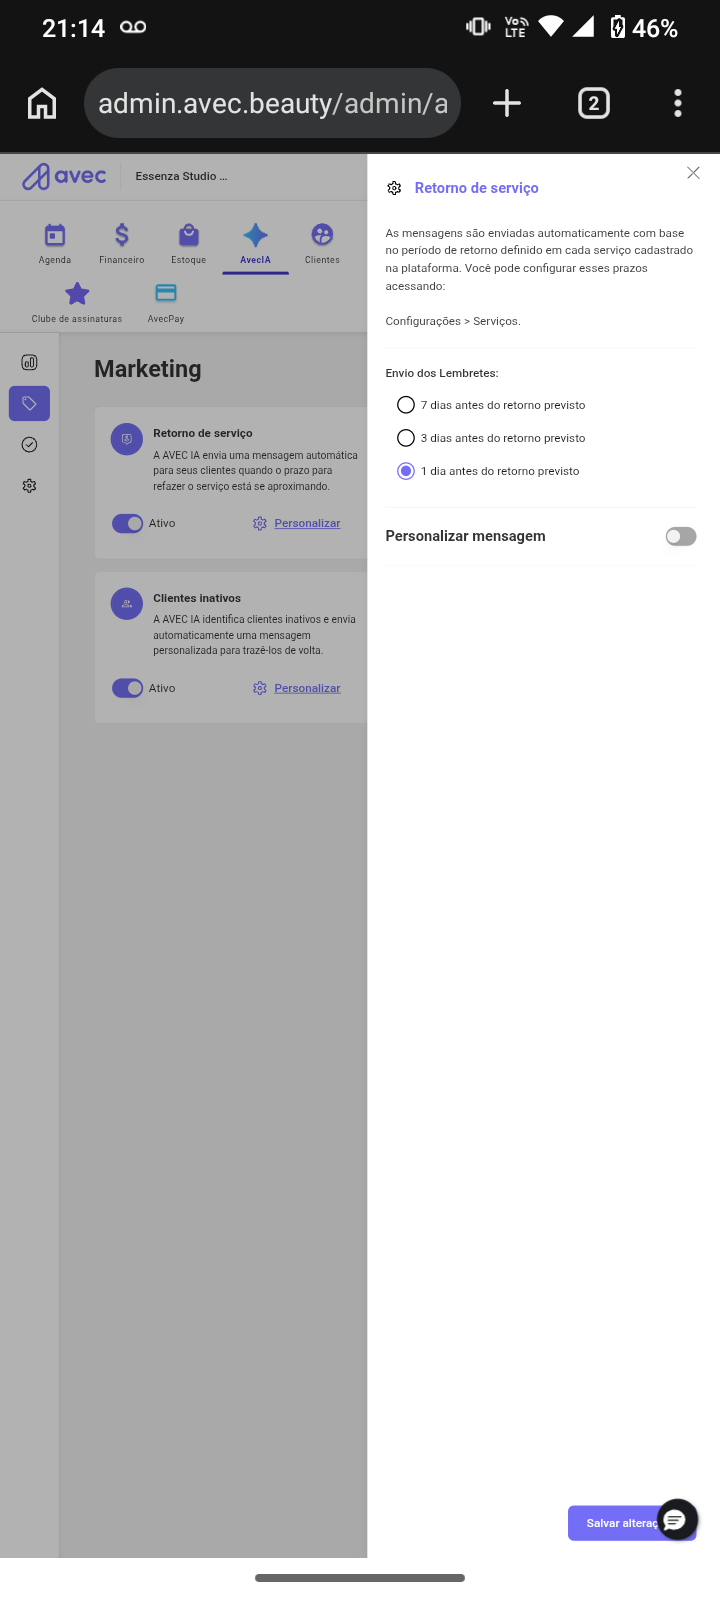 21:14
Vo
LTE
46%
admin.avec.beauty/admin/a
2
avec
Essenza Studio ...
Agenda
Financeiro
Estoque
AvecIA
Clientes
Clube de assinaturas
AvecPay
Marketing
Retorno de serviço
A AVEC IA envia uma mensagem automática
para seus clientes quando o prazo para
refazer o serviço está se aproximando.
Ativo
Personalizar
Clientes inativos
A AVEC IA identifica clientes inativos e envia
automaticamente uma mensagem
personalizada para trazê-los de volta.
Ativo
Personalizar
Retorno de serviço
As mensagens são enviadas automaticamente com base
no período de retorno definido em cada serviço cadastrado
na plataforma. Você pode configurar esses prazos
acessando:
Configurações > Serviços.
Envio dos Lembretes:
7 dias antes do retorno previsto
3 dias antes do retorno previsto
1 dia antes do retorno previsto
Personalizar mensagem
Salvar alteraç